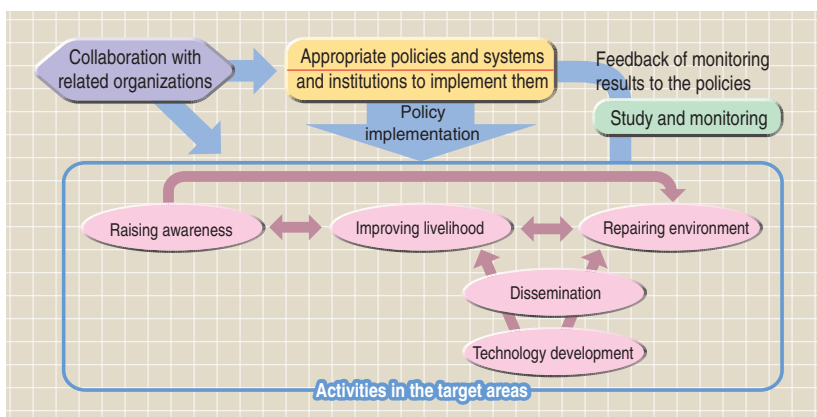 Collaboration with
related organizations
Appropriate policies and systems
and institutions to implement them
Feedback of monitoring
results to the policies
Policy
implementation
Study and monitoring
Raising awareness
Improving livelihood
Repairing environment
Dissemination
Technology development
Activities in the target areas